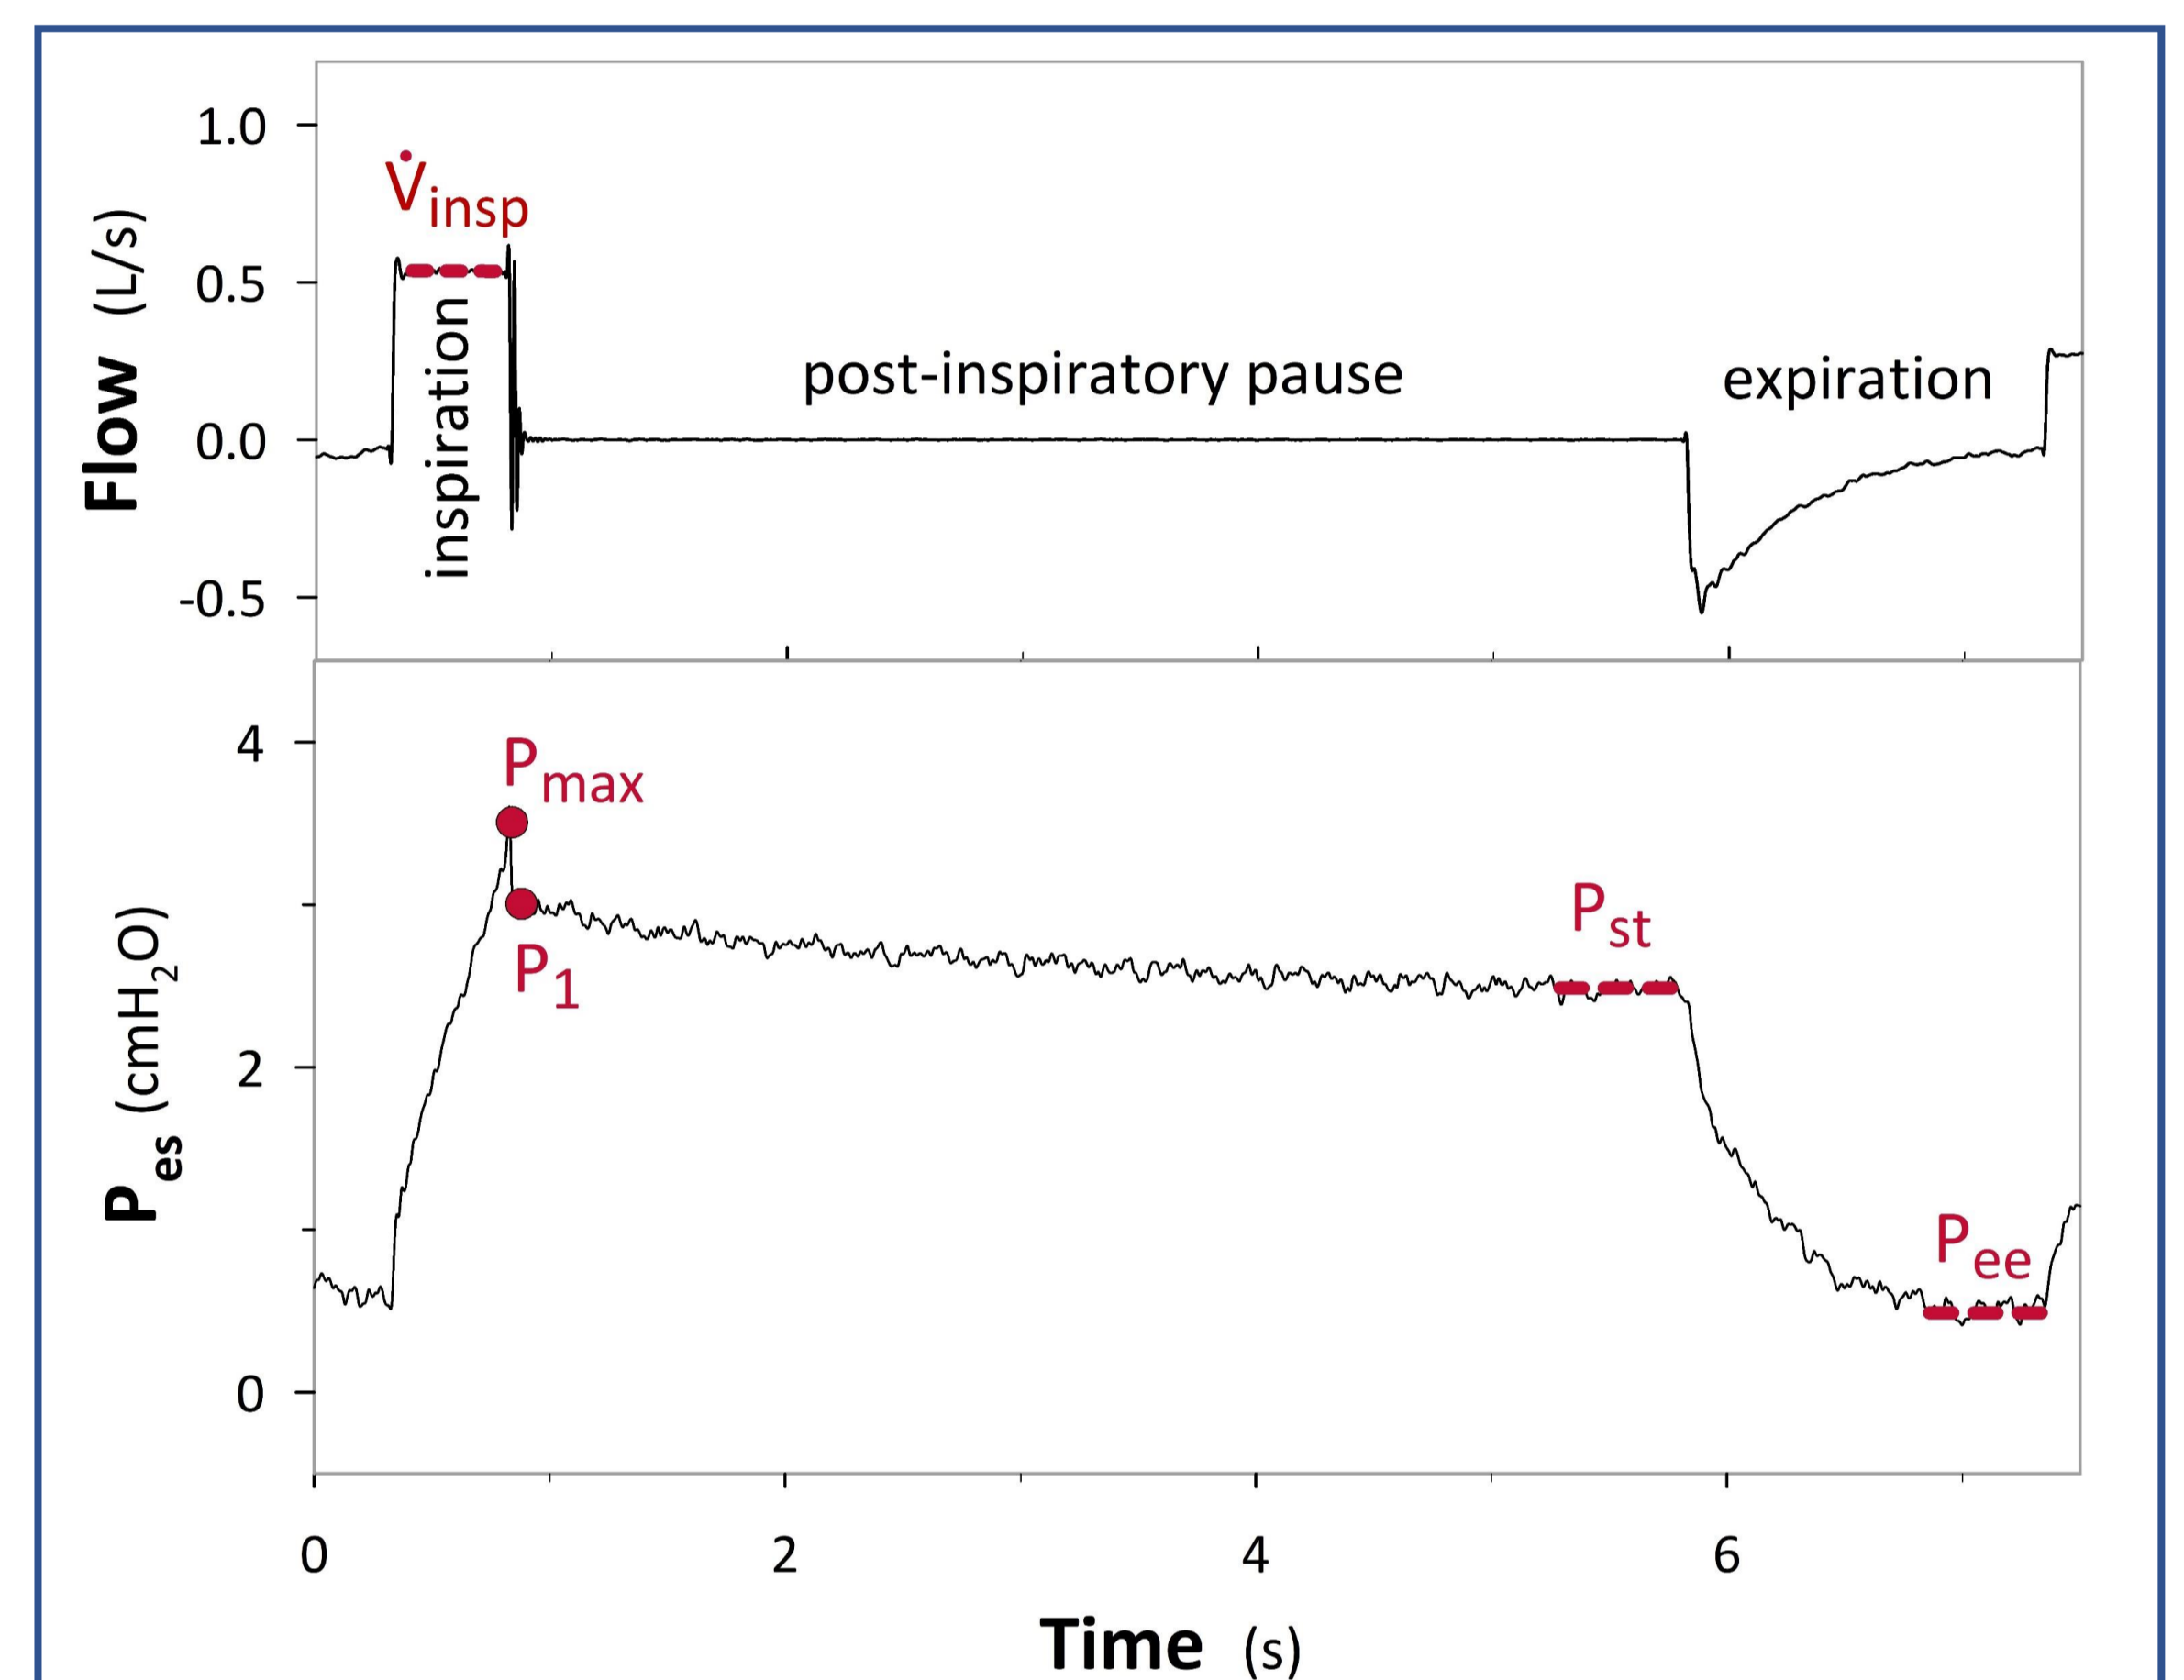 1.0
V̇insp
0.5
0.0
-0.5
Flow (L/s)
inspiration
post-inspiratory pause
expiration
4
2
0
Pes (cmH2O)
Pmax
P1
Pst
Pee
0 2 4 6
Time (s)